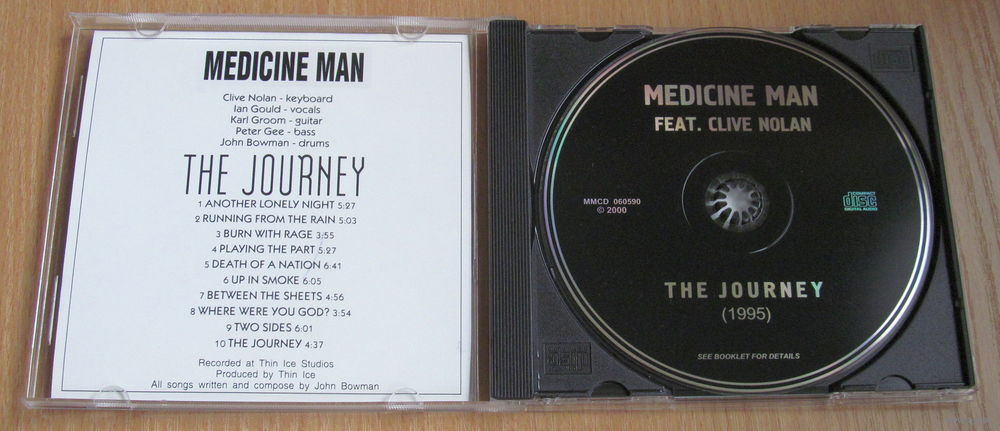 MEDICINE MAN
Clive Nolan - keyboard
Ian Gould - vocals
Karl Groom - guitar
Peter Gee - bass
John Bowman - drums
THE JOURNEY
1 ANOTHER LONELY NIGHT 5:27
2 RUNNING FROM THE RAIN 5:03
3 BURN WITH RAGE 3:55
4 PLAYING THE PART 5:27
5 DEATH OF A NATION 6:41
6 UP IN SMOKE 6:05
7 BETWEEN THE SHEETS 4:56
8 WHERE WERE YOU GOD? 3:54
9 TWO SIDES 6:01
10 THE JOURNEY 4:37
Recorded at Thin Ice Studios
Produced by Thin Ice
All songs written and compose by John Bowman
MEDICINE MAN
FEAT. CLIVE NOLAN
MMCD 060590
© 2000
COMPACT
disc
DIGITAL AUDIO
THE JOURNEY
(1995)
SEE BOOKLET FOR DETAILS